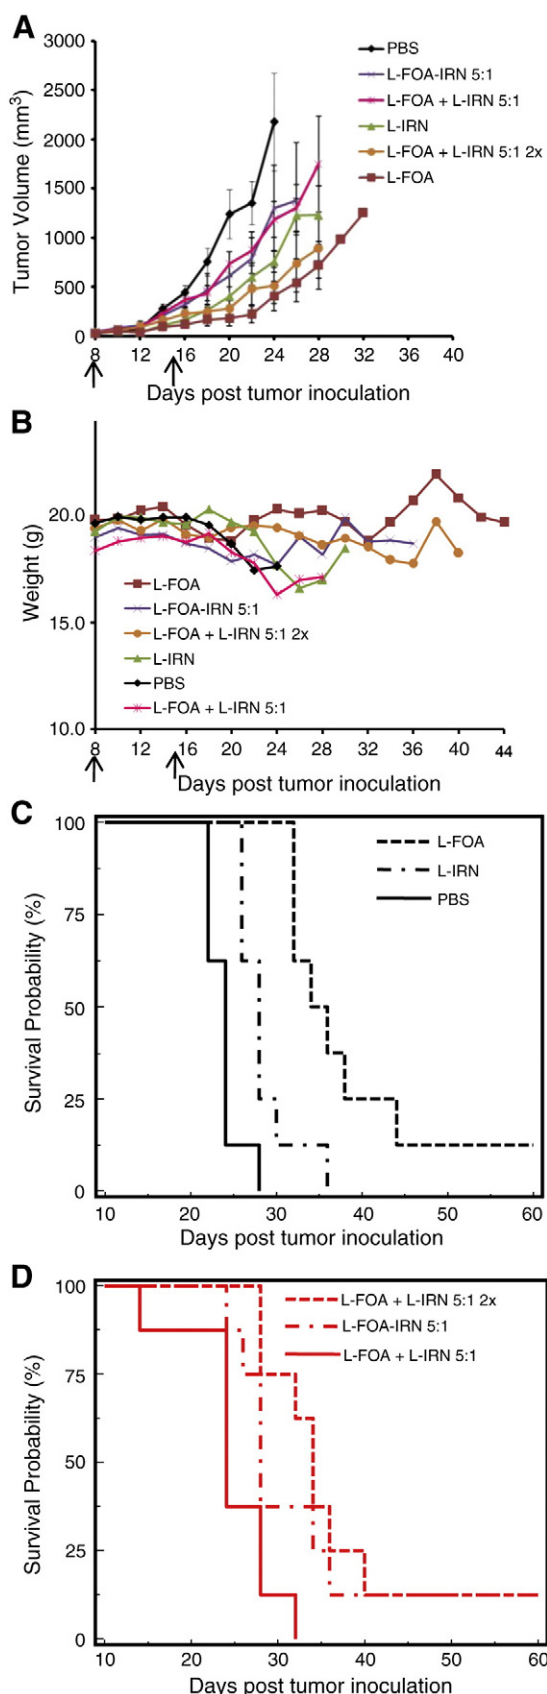 A
3000
2500
2000
1500
1000
500
0
Tumor Volume (mm³)
PBS
L-FOA-IRN 5:1
L-FOA + L-IRN 5:1
L-IRN
L-FOA + L-IRN 5:1 2x
L-FOA
8 12 16 20 24 28 32 36 40
Days post tumor inoculation
B
20.0
15.0
10.0
Weight (g)
L-FOA
L-FOA-IRN 5:1
L-FOA + L-IRN 5:1 2x
L-IRN
PBS
L-FOA + L-IRN 5:1
8 12 16 20 24 28 32 36 40 44
Days post tumor inoculation
C
100
75
50
25
0
Survival Probability (%)
L-FOA
L-IRN
PBS
10 20 30 40 50 60
Days post tumor inoculation
D
100
75
50
25
0
Survival Probability (%)
L-FOA + L-IRN 5:1 2x
L-FOA-IRN 5:1
L-FOA + L-IRN 5:1
10 20 30 40 50 60
Days post tumor inoculation